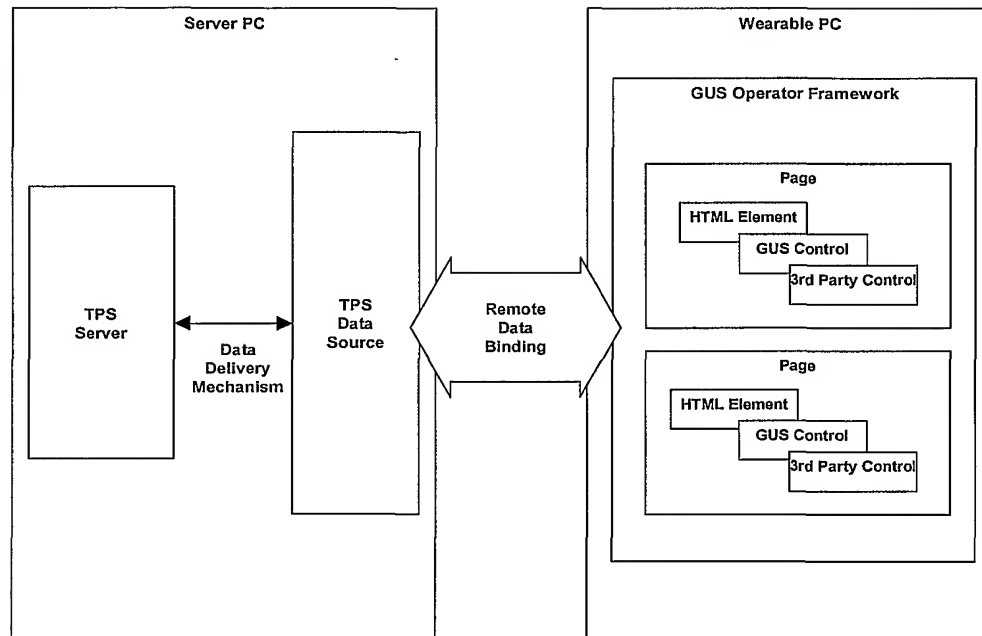 Server PC
TPS
Server
Data
Delivery
Mechanism
TPS
Data
Source
Remote
Data
Binding
Wearable PC
GUS Operator Framework
Page
HTML Element
GUS Control
3rd Party Control
Page
HTML Element
GUS Control
3rd Party Control